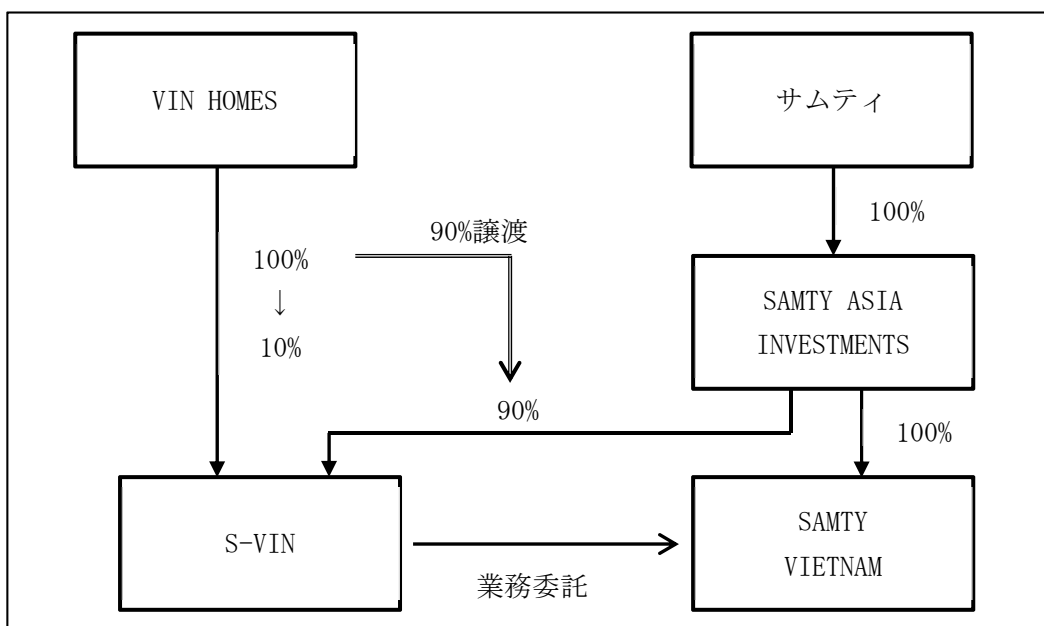 VIN HOMES
サムティ
100%
90%譲渡
100%
↓
10%
SAMTY ASIA
INVESTMENTS
90%
100%
S-VIN
SAMTY
VIETNAM
業務委託